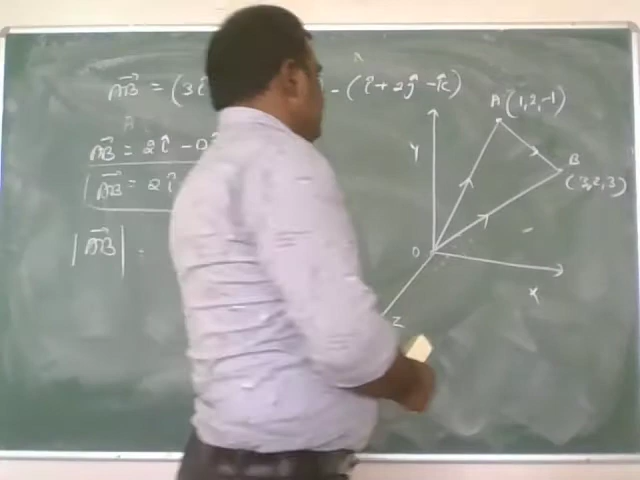 AB⃗ = (3î - (î + 2ĵ - k̂)
AB⃗ = 2î - 0
AB⃗ = 2î
|AB⃗| =
A (1, 2, -1)
B
(3, 2, 3)
Y
O
X
Z